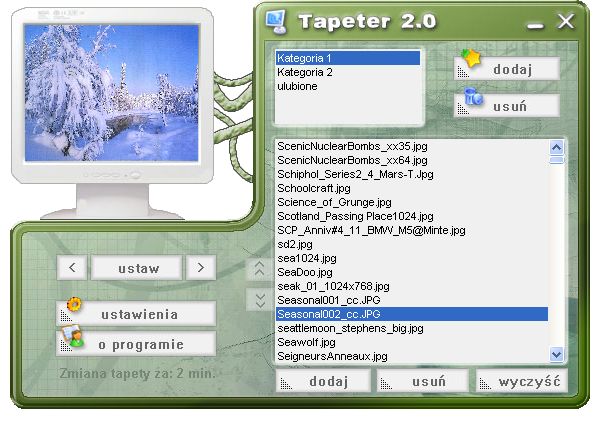 Tapeter 2.0
Kategoria 1
Kategoria 2
ulubione
dodaj
usuń
ScenicNuclearBombs_xx35.jpg
ScenicNuclearBombs_xx64.jpg
Schiphol_Series2_4_Mars-T.Jpg
Schoolcraft.jpg
Science_of_Grunge.jpg
Scotland_Passing Place1024.jpg
SCP_Anniv#4_11_BMW_M5@Minte.jpg
sd2.jpg
sea1024.jpg
SeaDoo.jpg
seak_01_1024x768.jpg
Seasonal001_cc.JPG
Seasonal002_cc.JPG
seattlemoon_stephens_big.jpg
Seawolf.jpg
SeigneursAnneaux.jpg
< ustaw >
ustawienia
o programie
Zmiana tapety za: 2 min.
dodaj usuń wyczyść